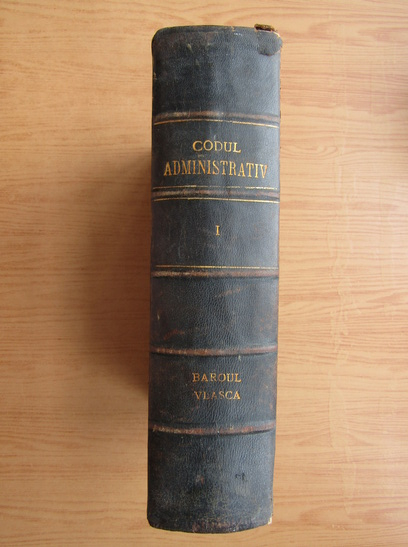 CODUL
ADMINISTRATIV
I
BAROUL
VLASCA